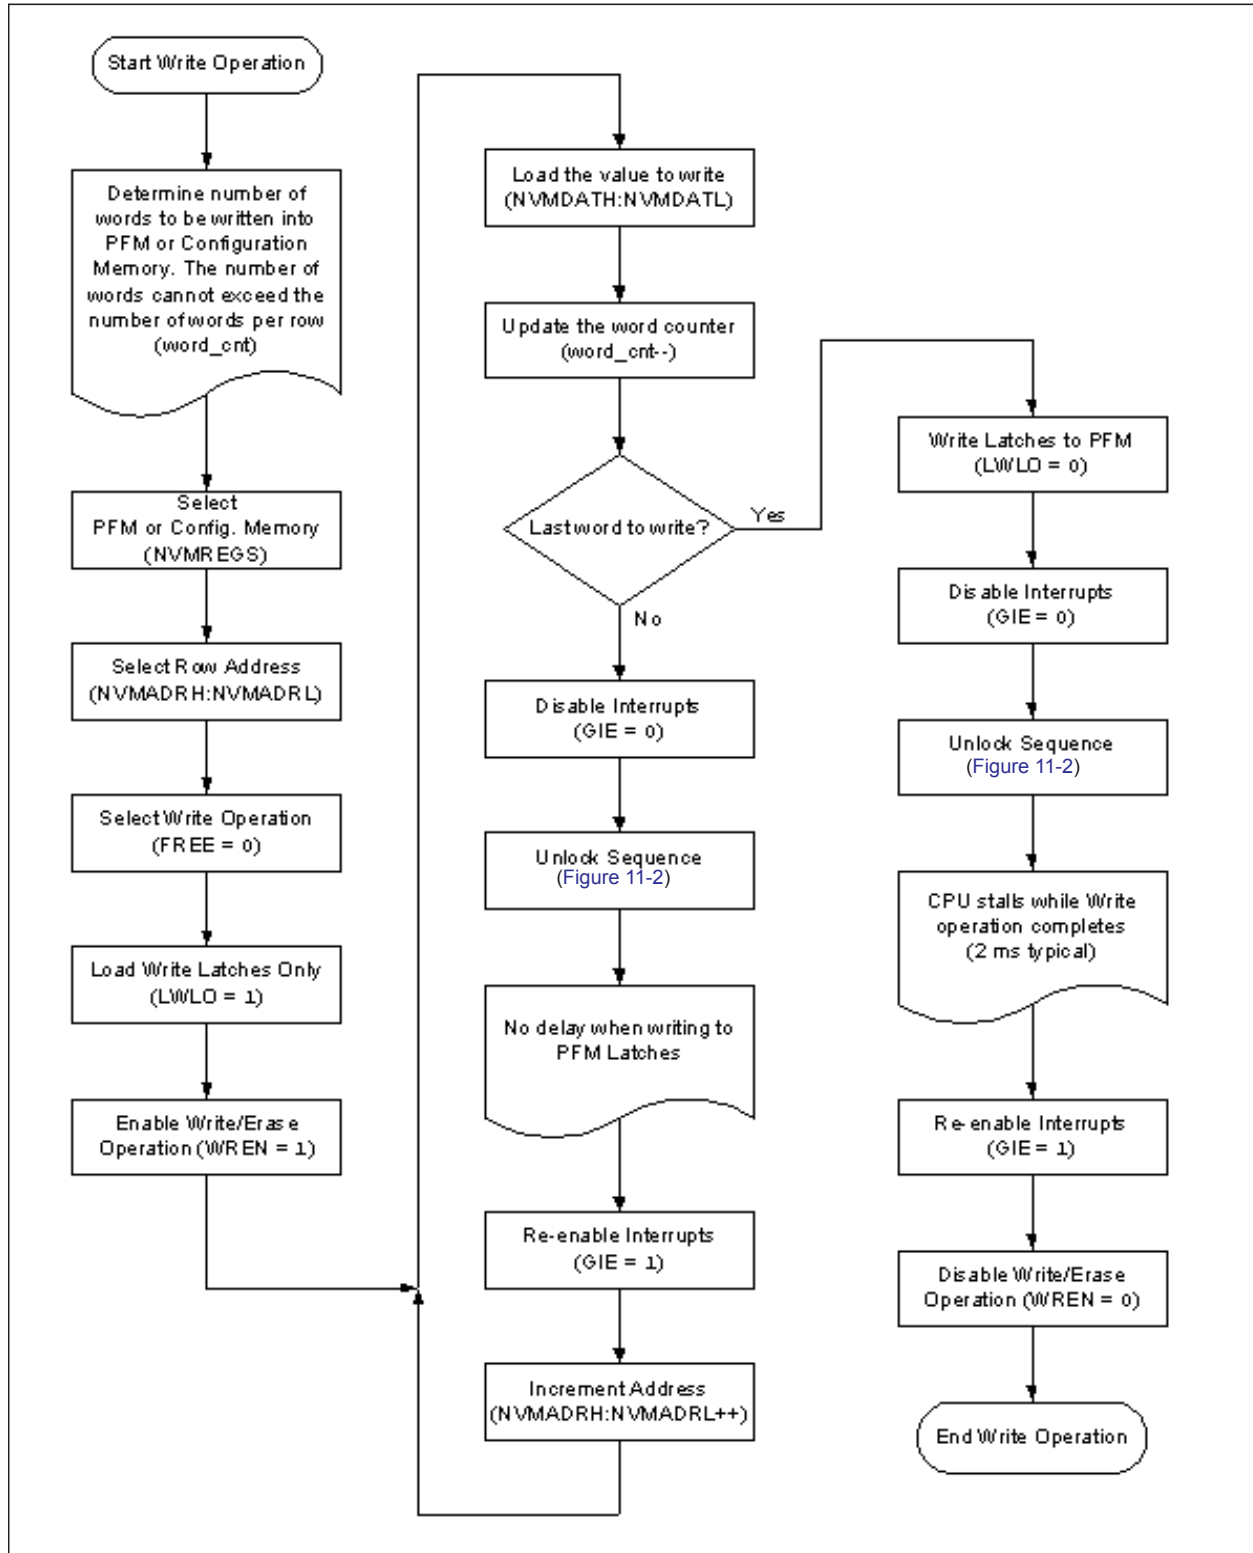 Start Write Operation
Determine number of
words to be written into
PFM or Configuration
Memory. The number of
words cannot exceed the
number of words per row
(word_cnt)
Select
PFM or Config. Memory
(NVMREGS)
Select Row Address
(NVMADRH:NVMADRL)
Select Write Operation
(FREE = 0)
Load Write Latches Only
(LWLO = 1)
Enable Write/Erase
Operation (WREN = 1)
Load the value to write
(NVMDATH:NVMDATL)
Update the word counter
(word_cnt--)
Last word to write?
Yes
No
Disable Interrupts
(GIE = 0)
Unlock Sequence
(Figure 11-2)
No delay when writing to
PFM Latches
Re-enable Interrupts
(GIE = 1)
Increment Address
(NVMADRH:NVMADRL++)
Write Latches to PFM
(LWLO = 0)
Disable Interrupts
(GIE = 0)
Unlock Sequence
(Figure 11-2)
CPU stalls while Write
operation completes
(2 ms typical)
Re-enable Interrupts
(GIE = 1)
Disable Write/Erase
Operation (WREN = 0)
End Write Operation